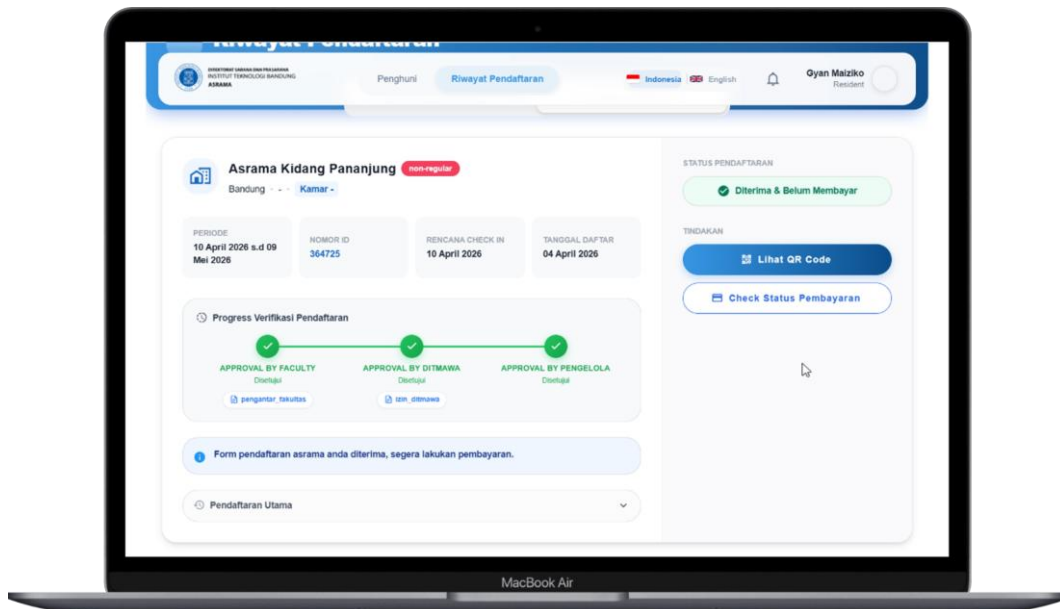 Riwayat Pendaftaran
DIREKTORAT SARANA DAN PRASARANA
INSTITUT TEKNOLOGI BANDUNG
ASRAMA
Penghuni
Riwayat Pendaftaran
Indonesia
English
Gyan Maiziko
Resident
Asrama Kidang Pananjung
non-regular
Bandung - - - Kamar -
PERIODE
10 April 2026 s.d 09
Mei 2026
NOMOR ID
364725
RENCANA CHECK IN
10 April 2026
TANGGAL DAFTAR
04 April 2026
Progress Verifikasi Pendaftaran
APPROVAL BY FACULTY
Disetujui
pengantar_fakultas
APPROVAL BY DITMAWA
Disetujui
izin_ditmawa
APPROVAL BY PENGELOLA
Disetujui
Form pendaftaran asrama anda diterima, segera lakukan pembayaran.
Pendaftaran Utama
STATUS PENDAFTARAN
Diterima & Belum Membayar
TINDAKAN
Lihat QR Code
Check Status Pembayaran
MacBook Air